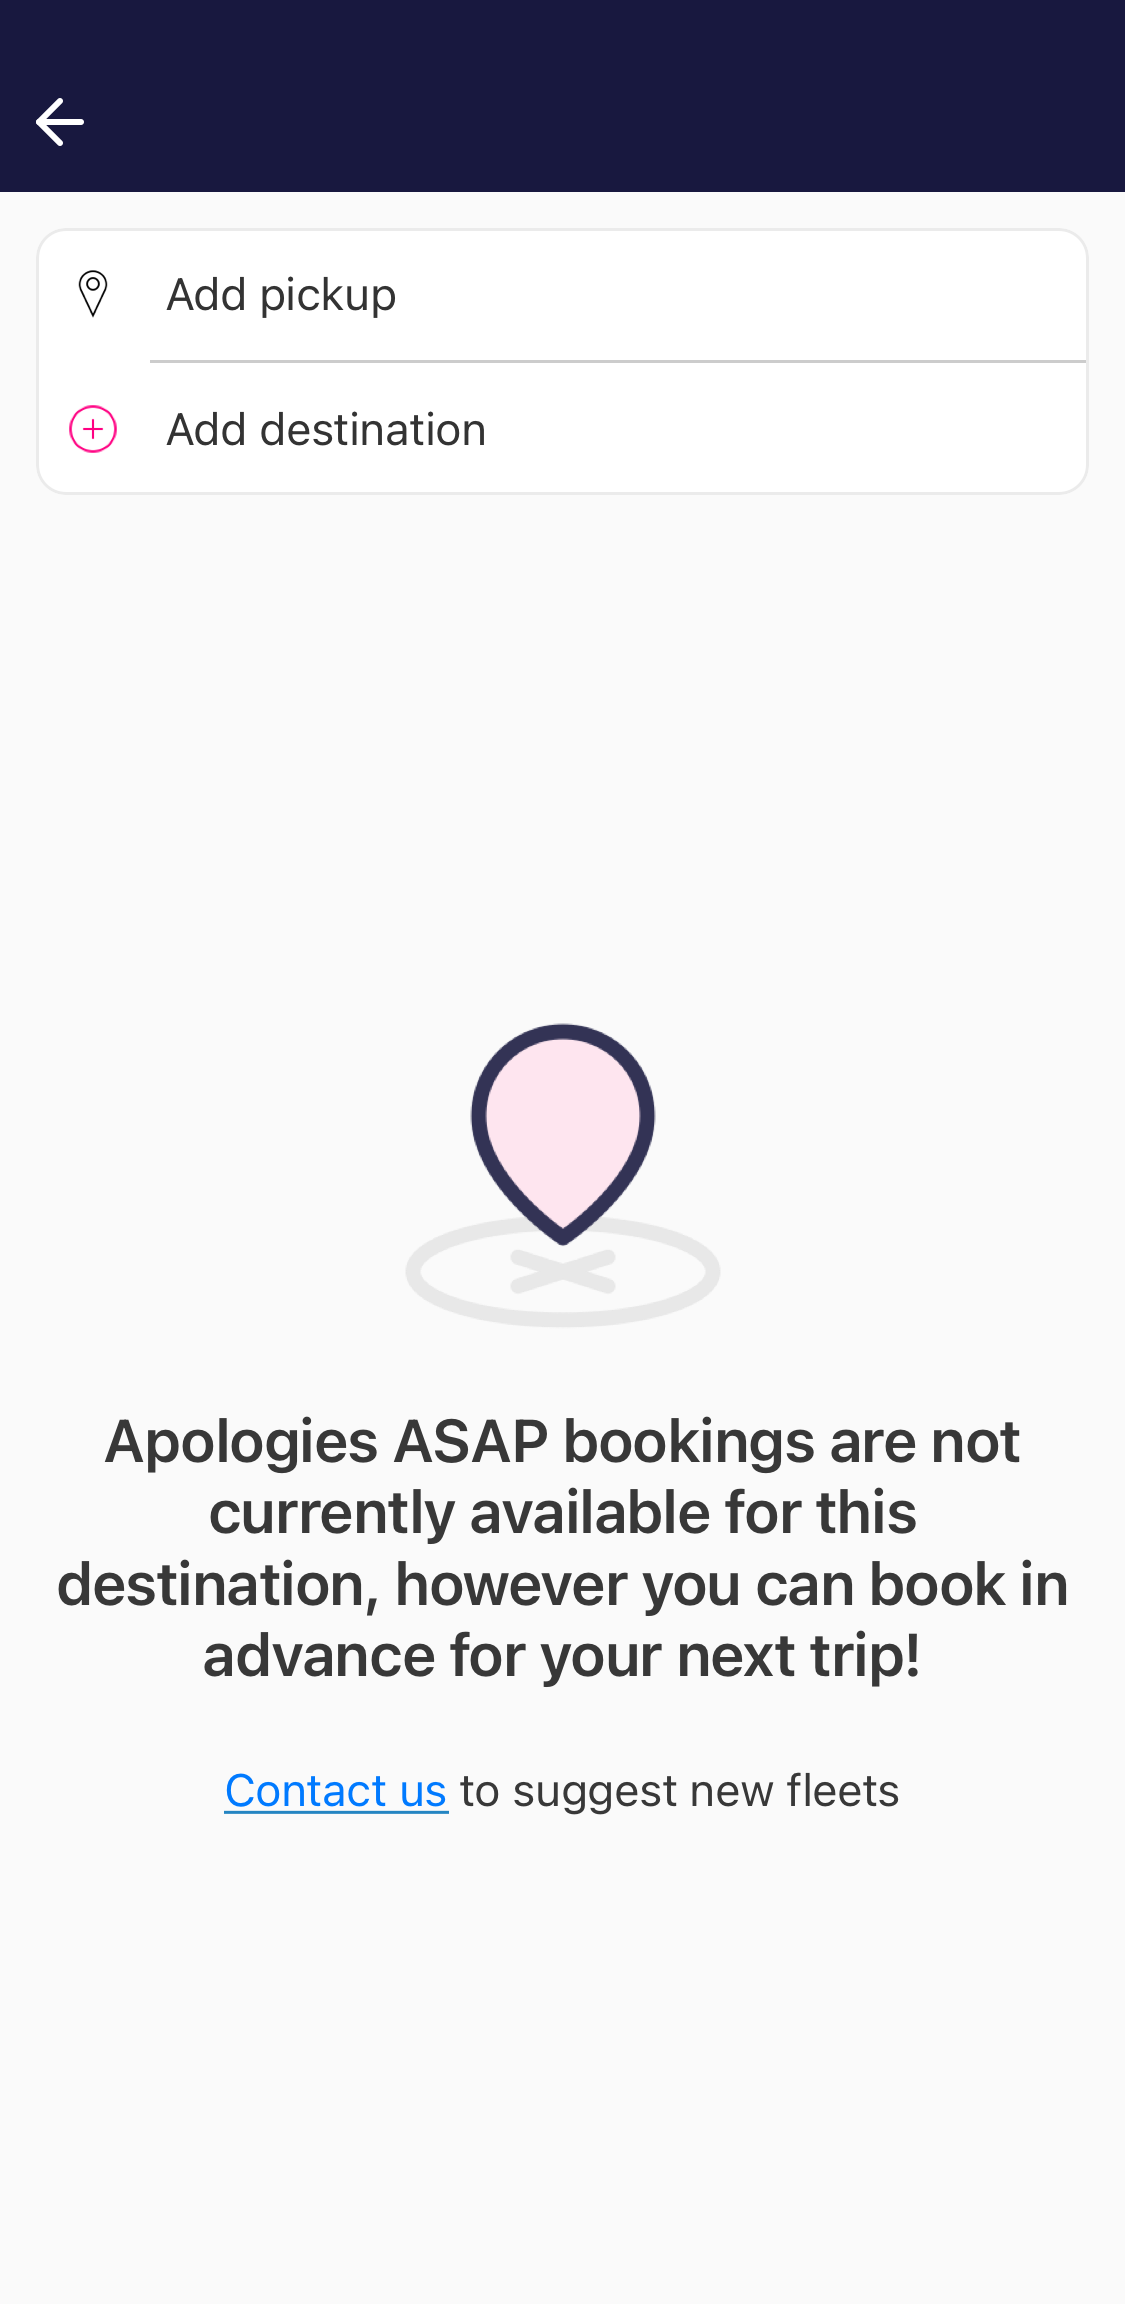 Add pickup
Add destination
Apologies ASAP bookings are not
currently available for this
destination, however you can book in
advance for your next trip!
Contact us to suggest new fleets